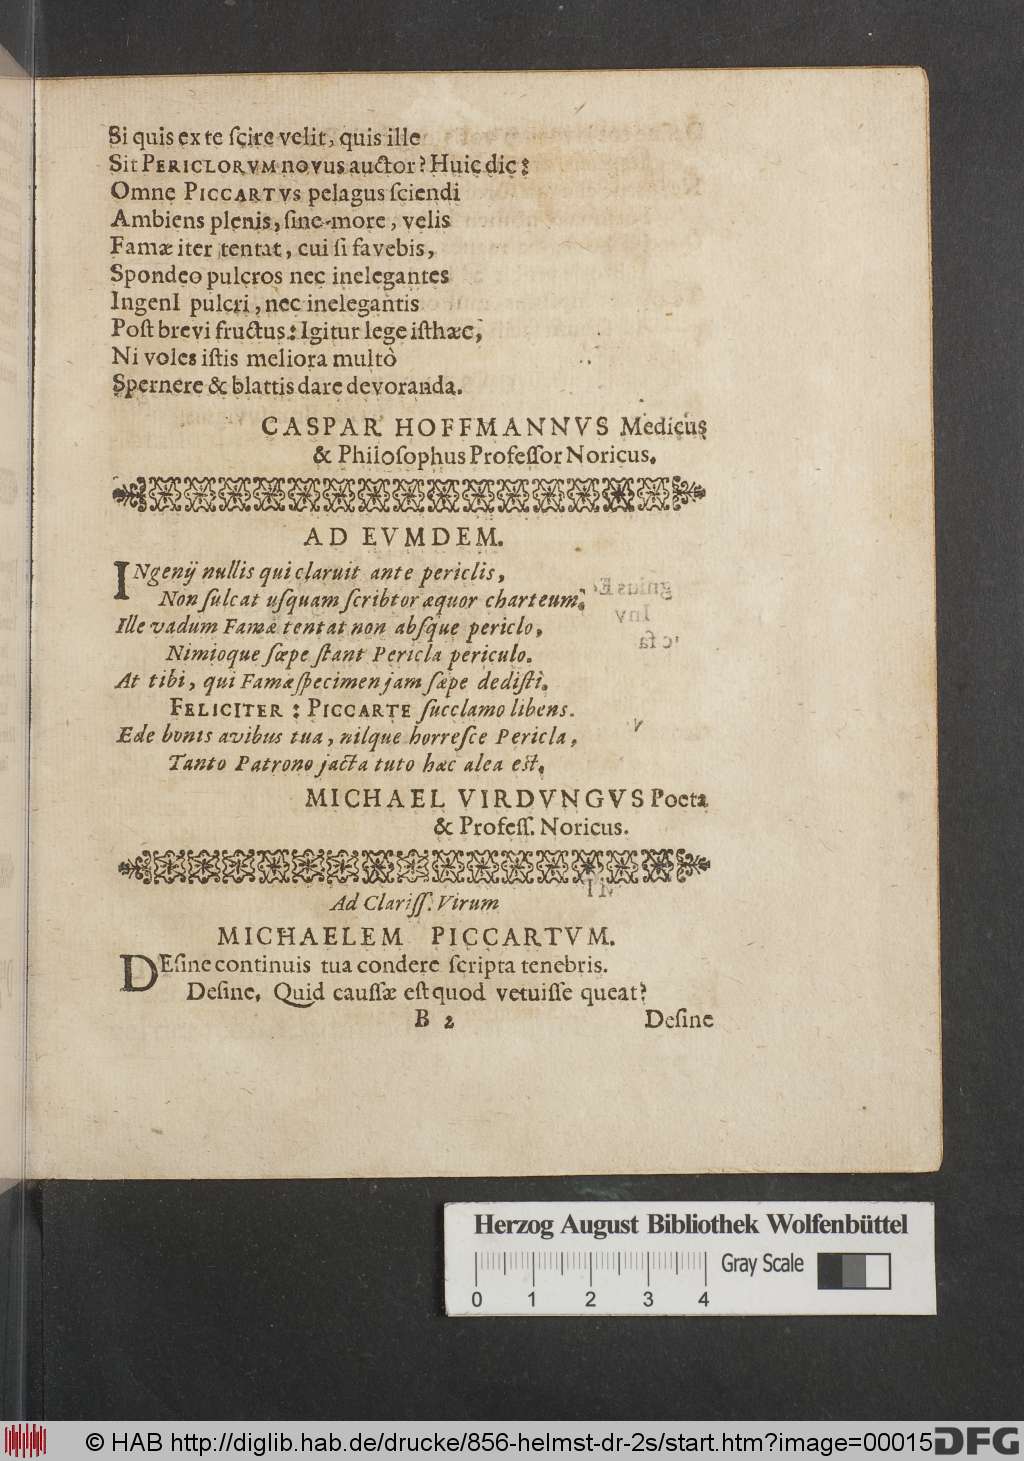 Si quis ex te ſcire velit, quis ille
Sit PERICLORVM novus auctor? Huic dic:
Omne PICCARTVS pelagus ſciendi
Ambiens plenis, ſine more, velis
Famæ iter tentat, cui ſi favebis,
Spondeo pulcros nec inelegantes
IngenI pulcri, nec inelegantis
Poſt brevi fructus: Igitur lege iſthæc,
Ni voles iſtis meliora multò
Spernere & blattis dare devoranda.
CASPAR HOFFMANNVS Medicus
& Philoſophus Profeſſor Noricus.
AD EVMDEM.
INgenij nullis qui claruit ante periclis,
Non ſulcat uſquam ſcribtor æquor charteum;
Ille vadum Famæ tentat non abſque periclo,
Nimioque ſæpe ſtant Pericla periculo.
At tibi, qui Famæ ſpecimen jam ſæpe dediſti,
FELICITER: PICCARTE ſucclamo libens.
Ede bonis avibus tua, nilque horreſce Pericla,
Tanto Patrono jacta tuto hæc alea est.
MICHAEL VIRDVNGVS Poeta
& Profeſſ. Noricus.
Ad Clariſſ. Virum
MICHAELEM PICCARTVM.
DEſine continuis tua condere ſcripta tenebris.
Deſine, Quid cauſſæ est quod vetuiſſe queat?
B 2 Deſine
Herzog August Bibliothek Wolfenbüttel
Gray Scale
0 1 2 3 4
© HAB http://diglib.hab.de/drucke/856-helmst-dr-2s/start.htm?image=00015
DFG